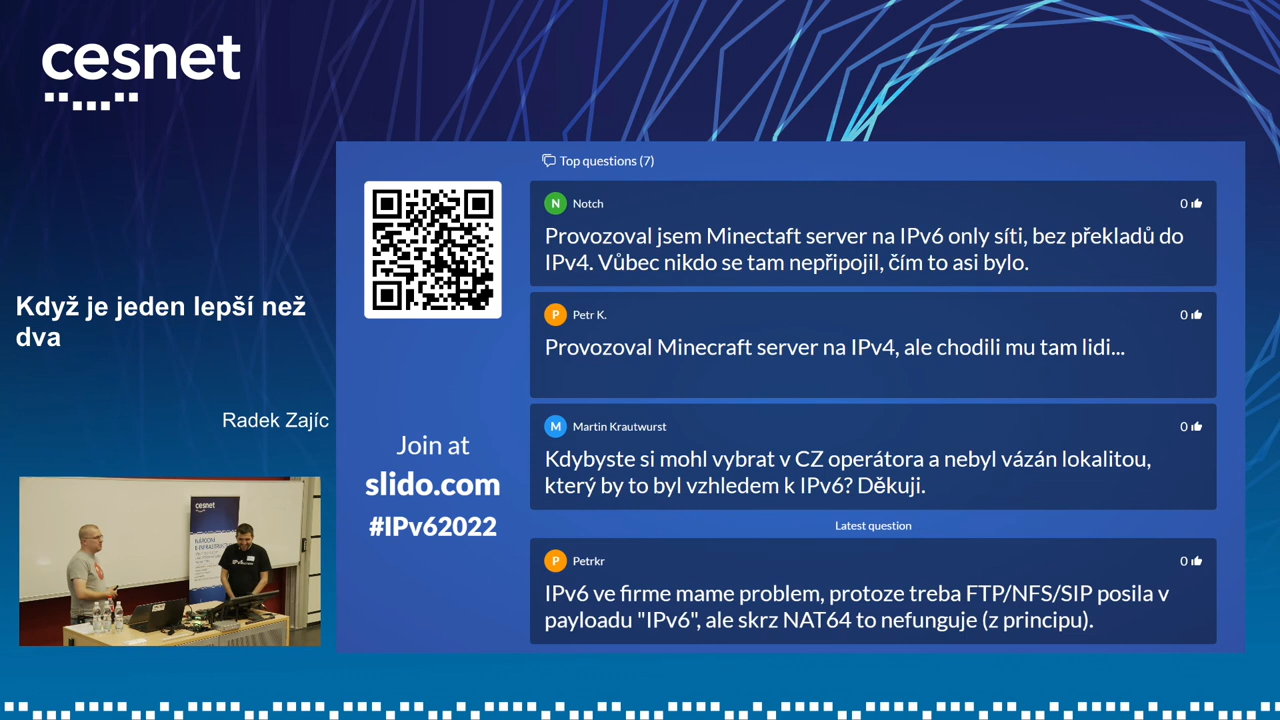 cesnet
Když je jeden lepší než
dva
Radek Zajíc
Top questions (7)
N Notch 0
Provozoval jsem Minectaft server na IPv6 only síti, bez překladů do
IPv4. Vůbec nikdo se tam nepřipojil, čím to asi bylo.
P Petr K. 0
Provozoval Minecraft server na IPv4, ale chodili mu tam lidi...
M Martin Krautwurst 0
Kdybyste si mohl vybrat v CZ operátora a nebyl vázán lokalitou,
který by to byl vzhledem k IPv6? Děkuji.
Latest question
P Petrkr 0
IPv6 ve firme mame problem, protoze treba FTP/NFS/SIP posila v
payloadu "IPv6", ale skrz NAT64 to nefunguje (z principu).
Join at
slido.com
#IPv62022
cesnet